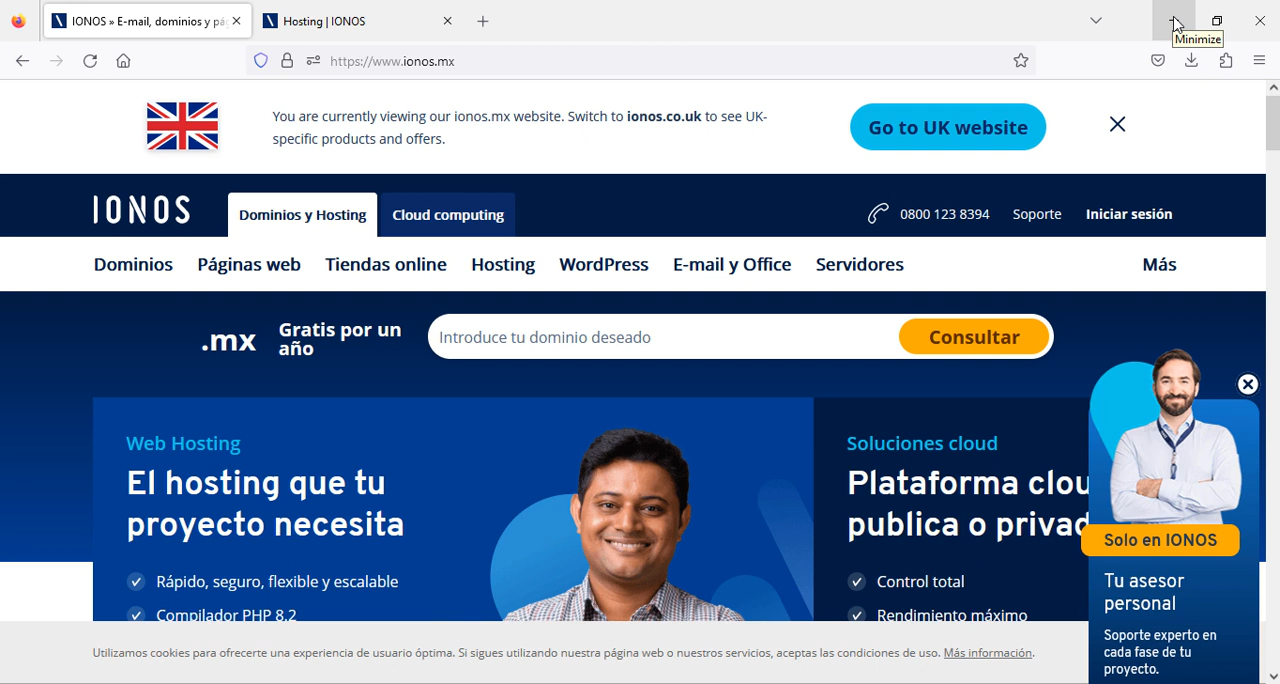 IONOS » E-mail, dominios y pág
Hosting | IONOS
Minimize
https://www.ionos.mx
You are currently viewing our ionos.mx website. Switch to ionos.co.uk to see UK-
specific products and offers.
Go to UK website
IONOS
Dominios y Hosting
Cloud computing
0800 123 8394
Soporte
Iniciar sesión
Dominios
Páginas web
Tiendas online
Hosting
WordPress
E-mail y Office
Servidores
Más
.mx
Gratis por un
año
Introduce tu dominio deseado
Consultar
Web Hosting
El hosting que tu
proyecto necesita
Rápido, seguro, flexible y escalable
Compilador PHP 8.2
Soluciones cloud
Plataforma clou
publica o privad
Control total
Rendimiento máximo
Solo en IONOS
Tu asesor
personal
Soporte experto en
cada fase de tu
proyecto.
Utilizamos cookies para ofrecerte una experiencia de usuario óptima. Si sigues utilizando nuestra página web o nuestros servicios, aceptas las condiciones de uso. Más información.